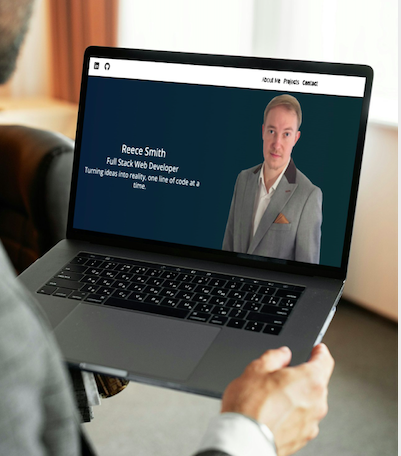 About Me Projects Contact
Reece Smith
Full Stack Web Developer
Turning ideas into reality, one line of code at a
time.